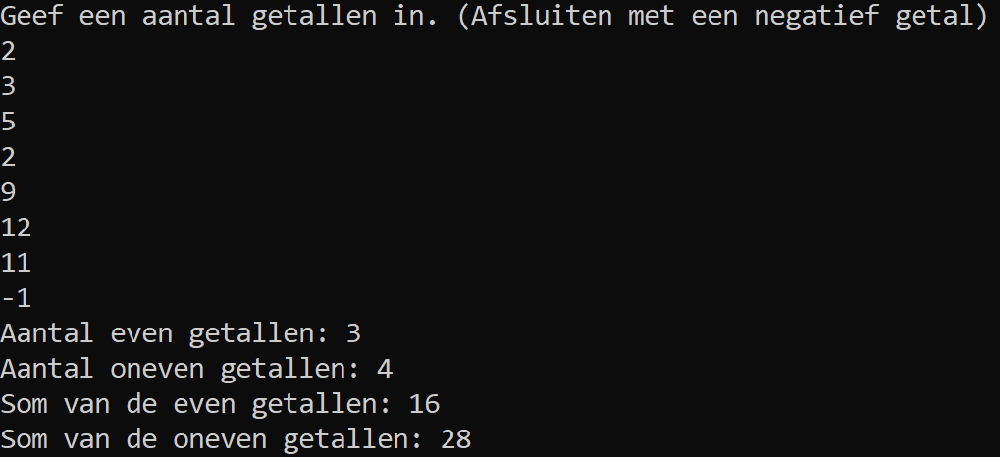 Geef een aantal getallen in. (Afsluiten met een negatief getal)
2
3
5
2
9
12
11
-1
Aantal even getallen: 3
Aantal oneven getallen: 4
Som van de even getallen: 16
Som van de oneven getallen: 28